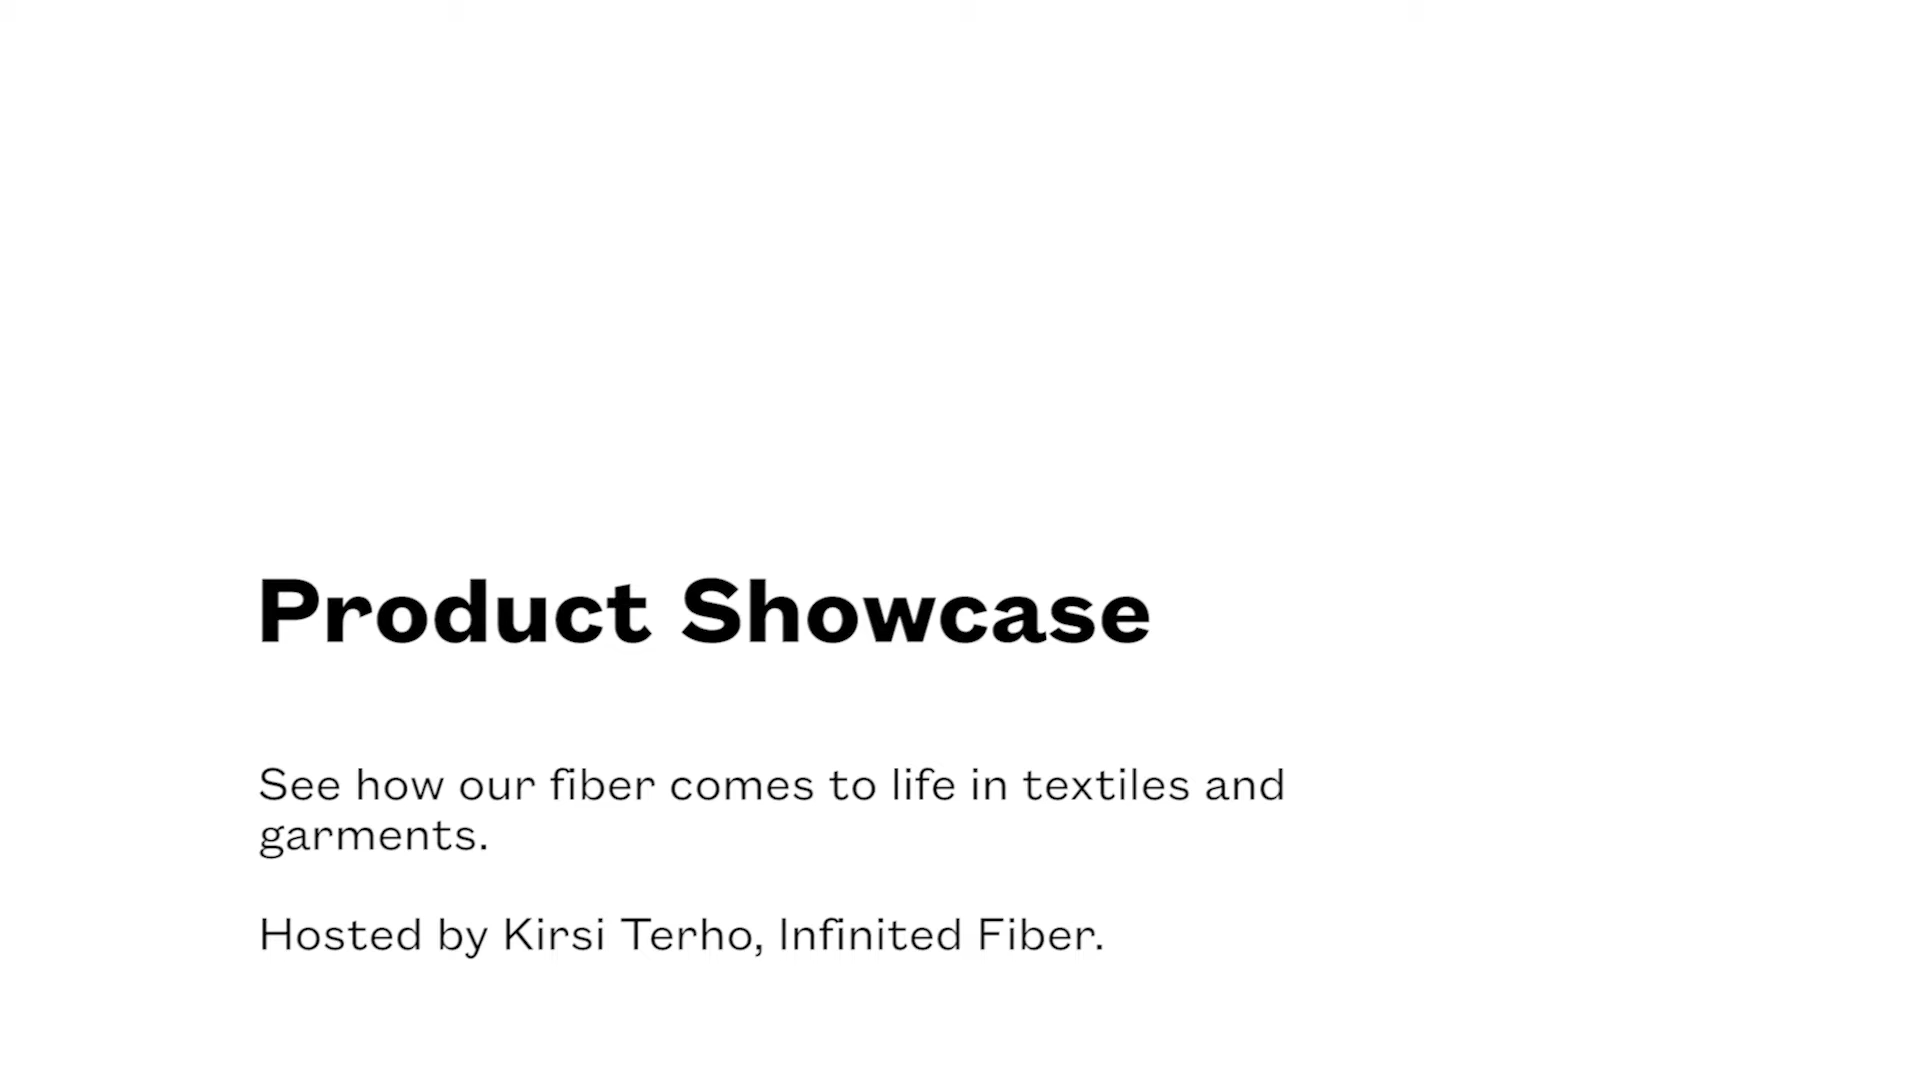 Product Showcase
See how our fiber comes to life in textiles and
garments.
Hosted by Kirsi Terho, Infinited Fiber.